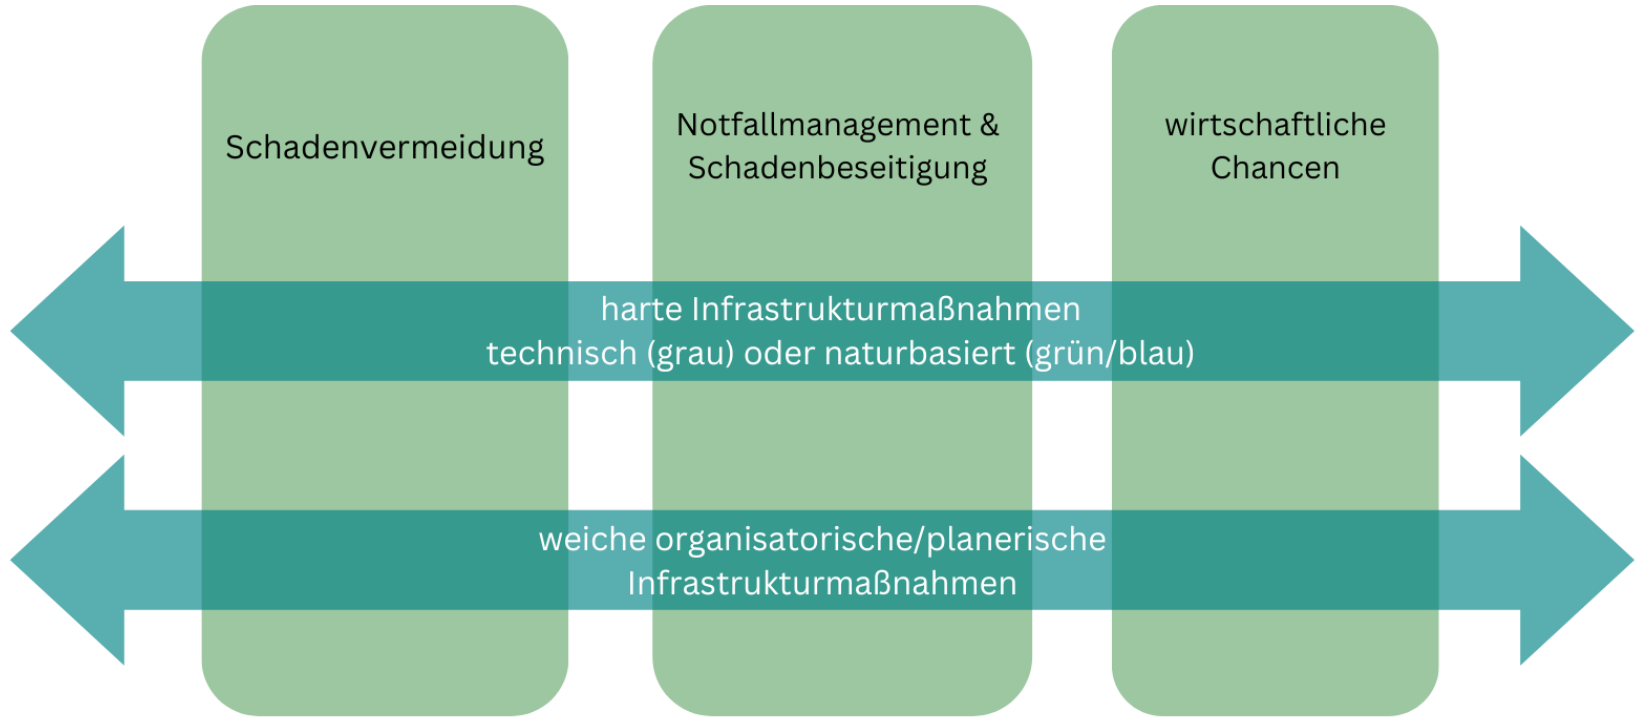 Schadenvermeidung
Notfallmanagement &
Schadenbeseitigung
wirtschaftliche
Chancen
harte Infrastrukturmaßnahmen
technisch (grau) oder naturbasiert (grün/blau)
weiche organisatorische/planerische
Infrastrukturmaßnahmen